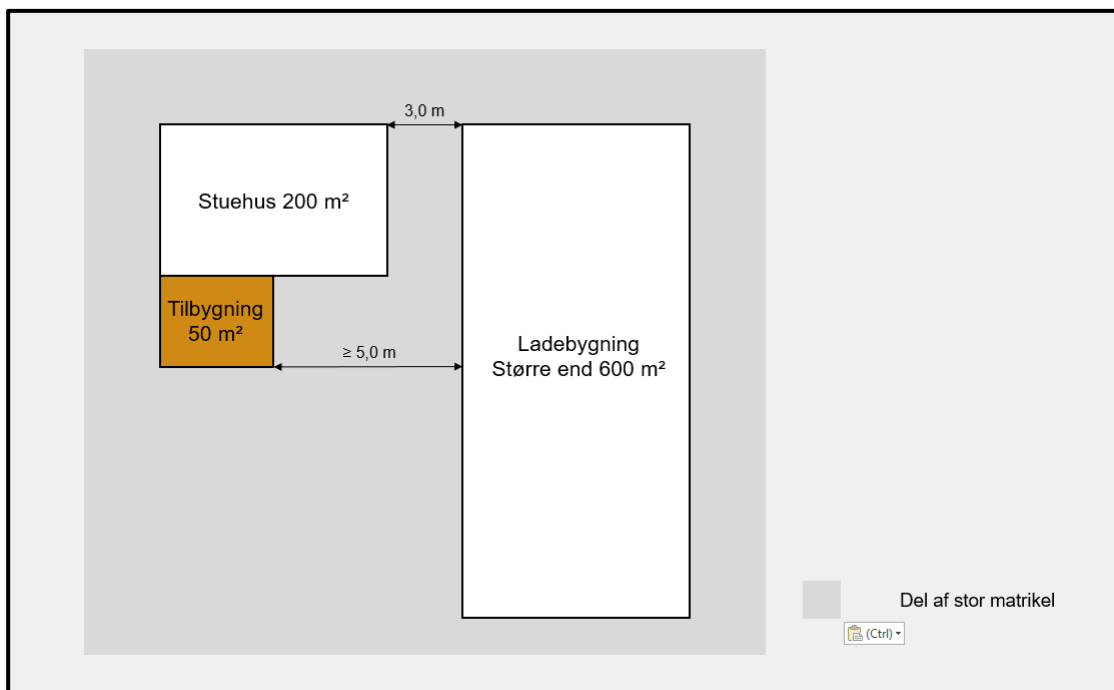 3,0 m
Stuehus 200 m²
Tilbygning
50 m²
≥ 5,0 m
Ladebygning
Større end 600 m²
Del af stor matrikel
(Ctrl)